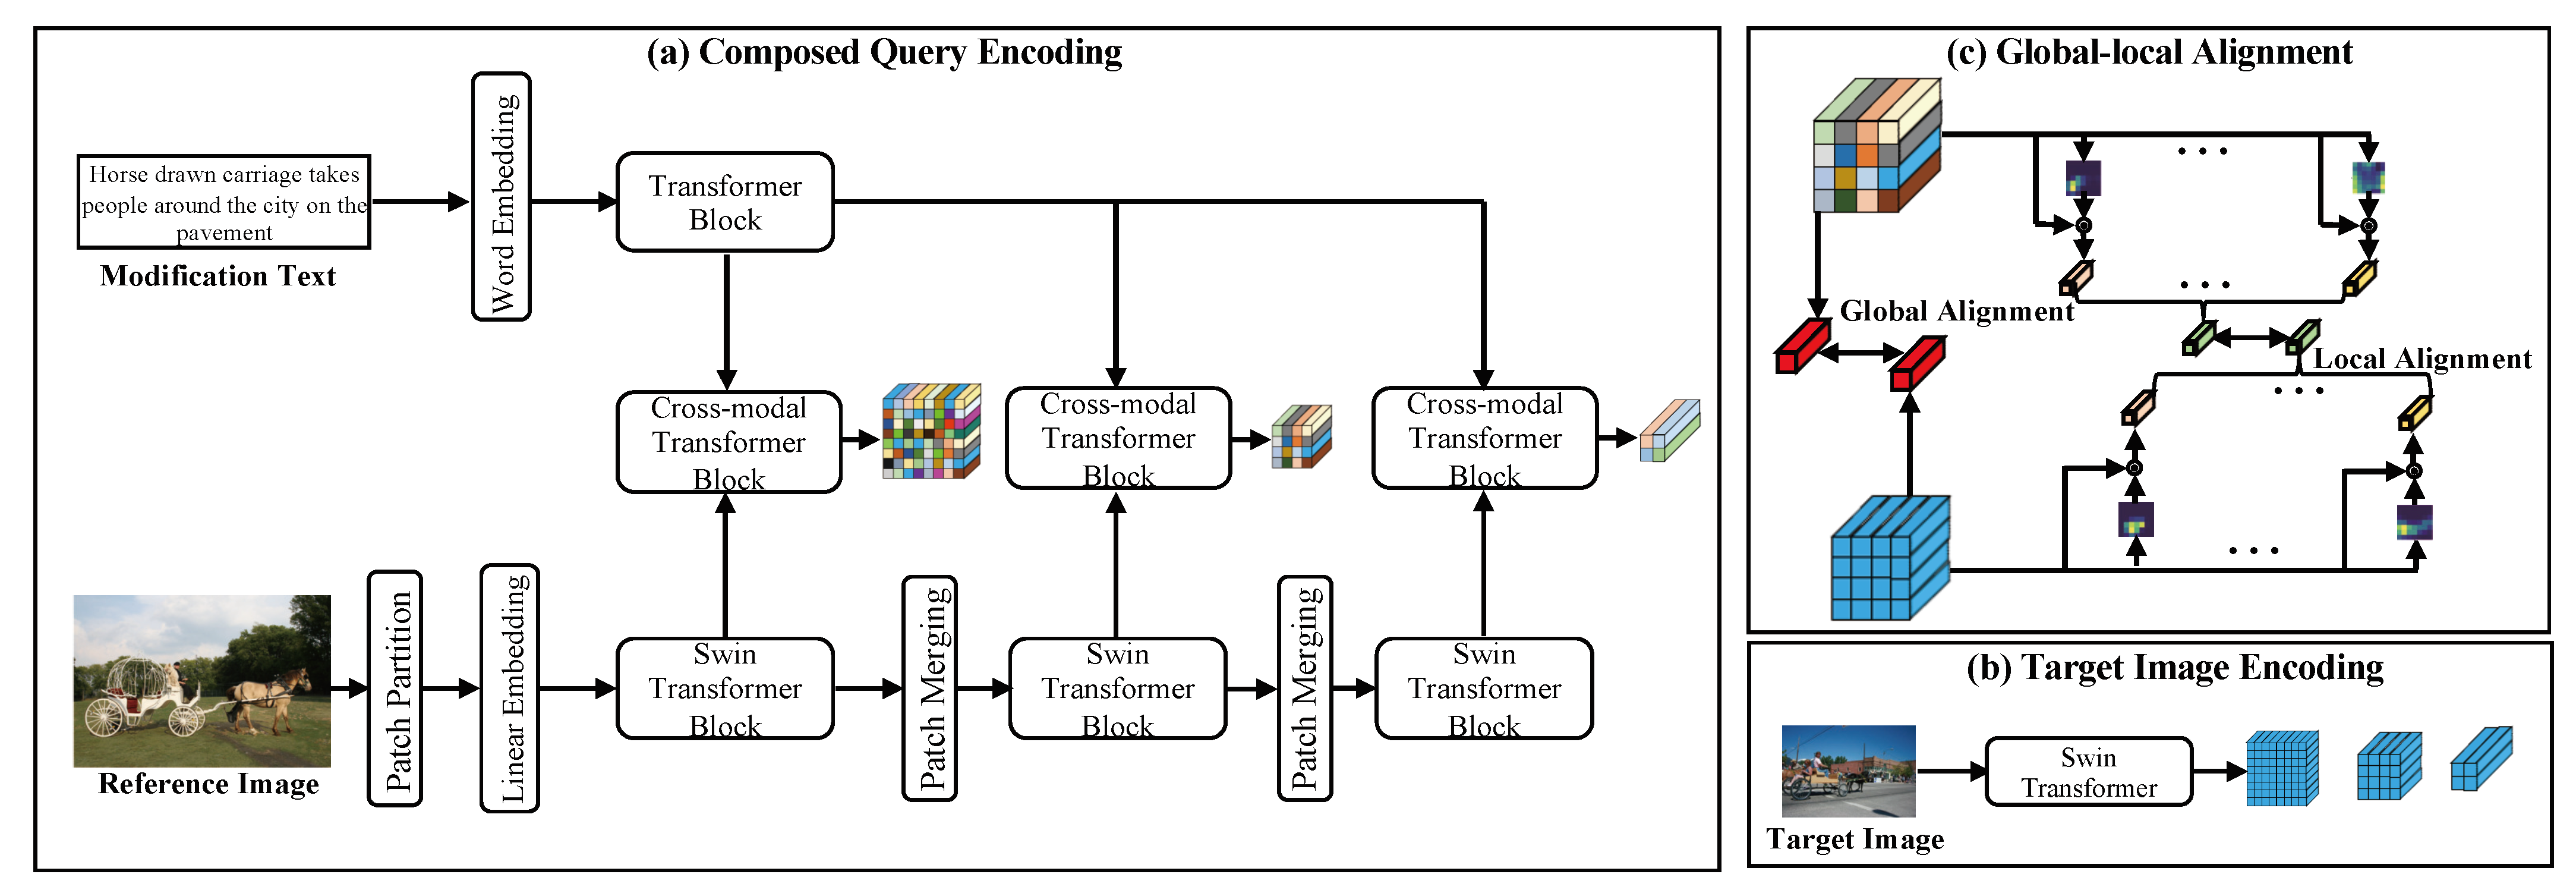 (a) Composed Query Encoding
Horse drawn carriage takes
people around the city on the
pavement
Modification Text
Word Embedding
Transformer
Block
Cross-modal
Transformer
Block
Cross-modal
Transformer
Block
Cross-modal
Transformer
Block
Reference Image
Patch Partition
Linear Embedding
Swin
Transformer
Block
Patch Merging
Swin
Transformer
Block
Patch Merging
Swin
Transformer
Block
(c) Global-local Alignment
Global Alignment
Local Alignment
(b) Target Image Encoding
Swin
Transformer
Target Image